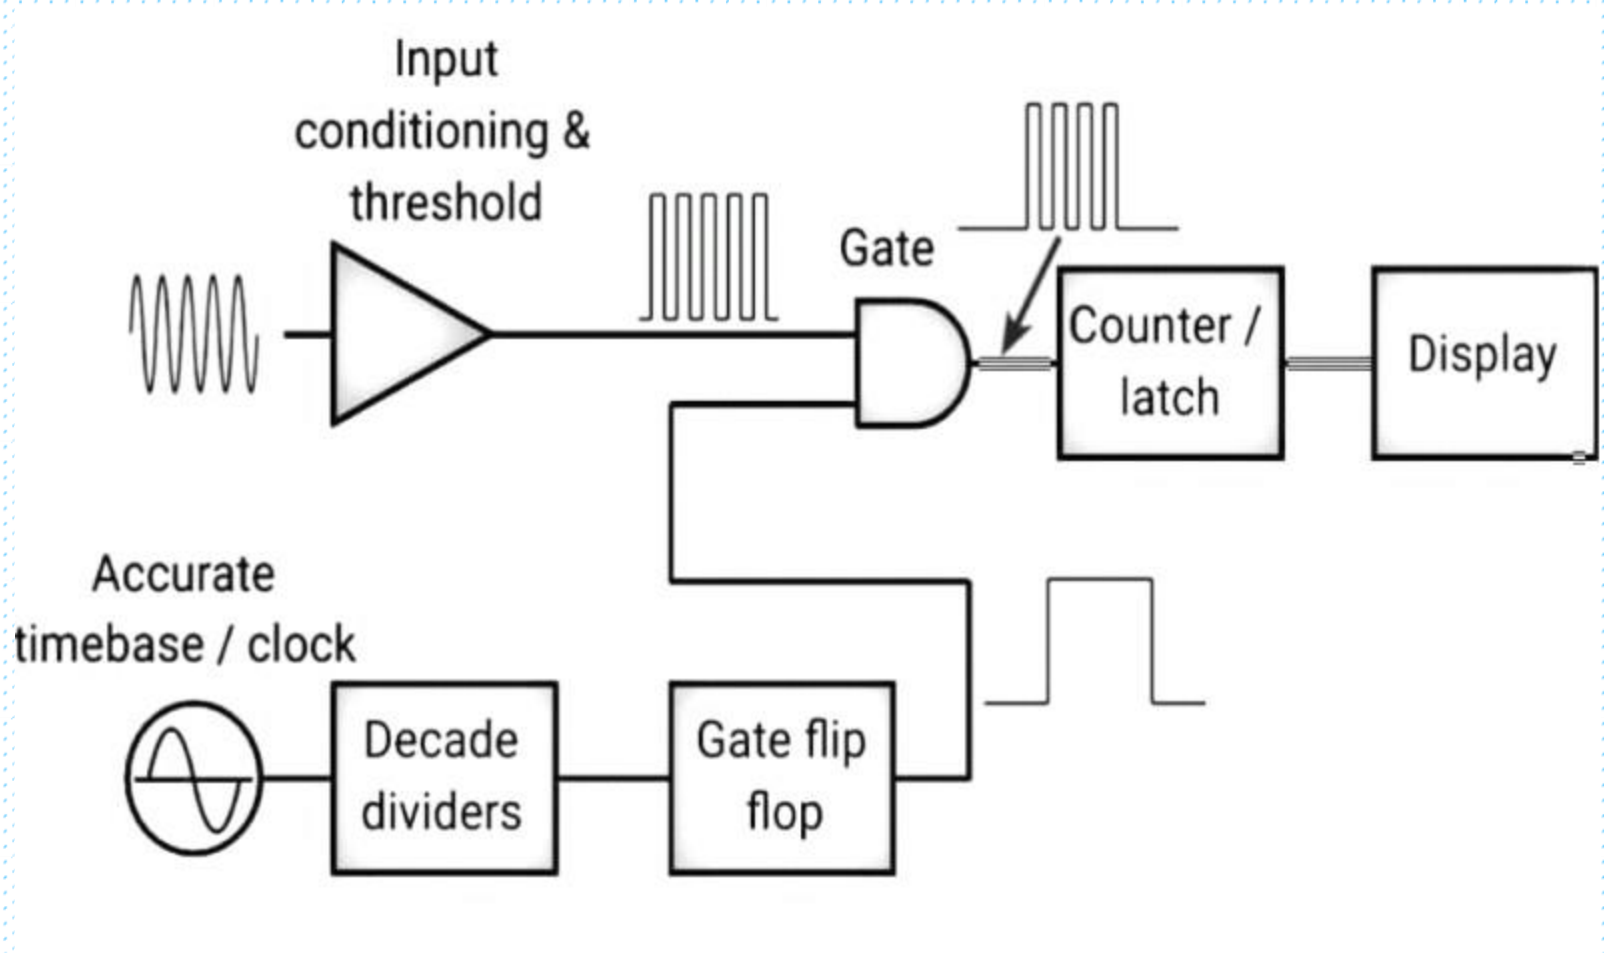 Input
conditioning &
threshold
Gate
Counter /
latch
Display
Accurate
timebase / clock
Decade
dividers
Gate flip
flop